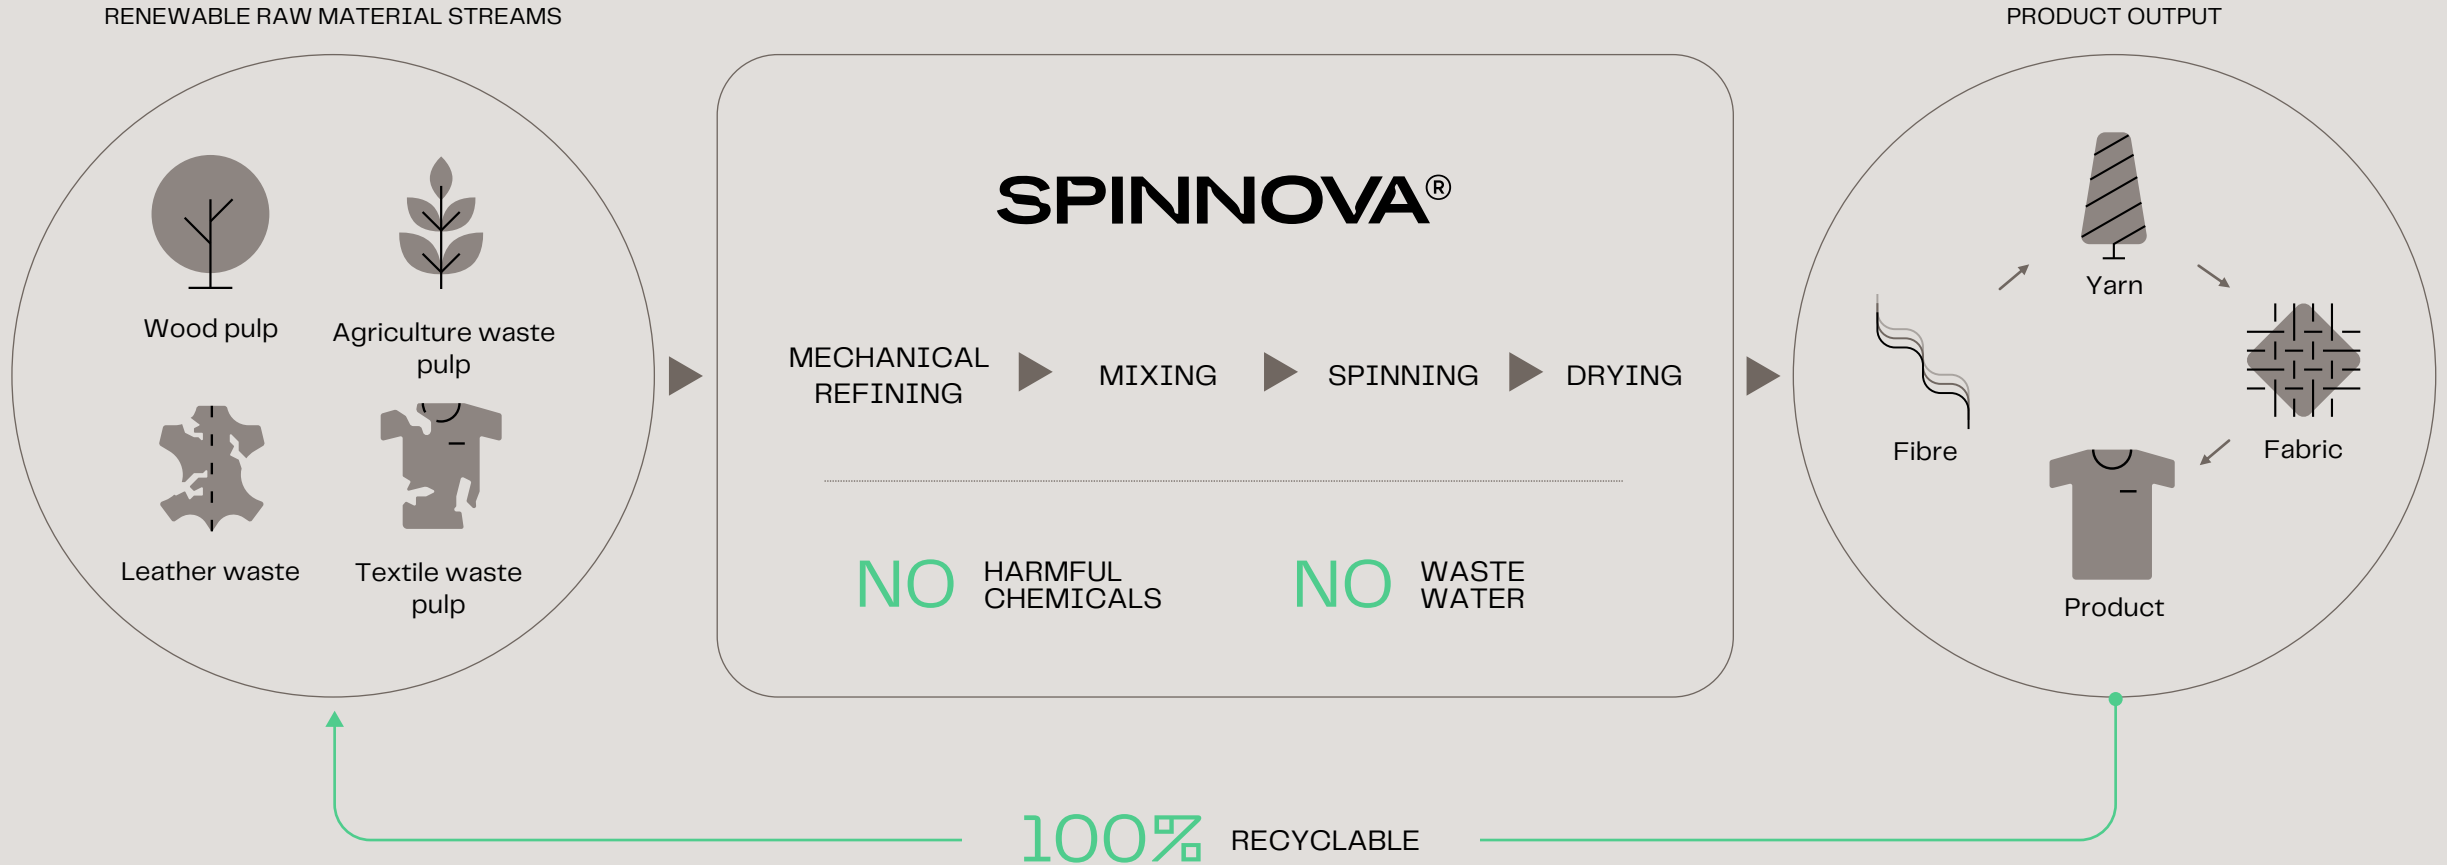 RENEWABLE RAW MATERIAL STREAMS
Wood pulp
Agriculture waste
pulp
Leather waste
Textile waste
pulp
SPINNOVA®
MECHANICAL
REFINING
MIXING
SPINNING
DRYING
NO HARMFUL
CHEMICALS
NO WASTE
WATER
PRODUCT OUTPUT
Yarn
Fibre
Fabric
Product
100% RECYCLABLE